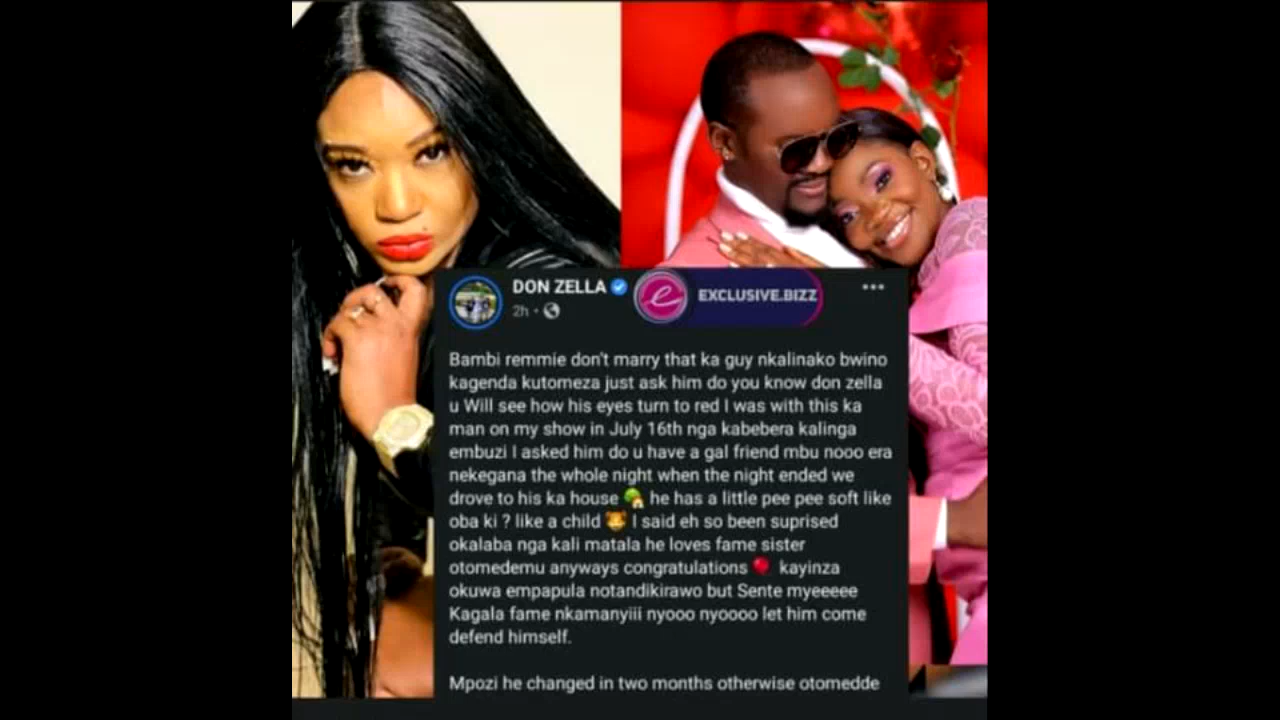 DON ZELLA
EXCLUSIVE.BIZZ
2h
Bambi remmie don't marry that ka guy nkalinako bwino
kagenda kutomeza just ask him do you know don zella
u Will see how his eyes turn to red I was with this ka
man on my show in July 16th nga kabebera kalinga
embuzi I asked him do u have a gal friend mbu nooo era
nekegana the whole night when the night ended we
drove to his ka house he has a little pee pee soft like
oba ki ? like a child I said eh so been suprised
okalaba nga kali matala he loves fame sister
otomedemu anyways congratulations kayinza
okuwa empapula notandikirawo but Sente myeeeee
Kagala fame nkamanyiii nyooo nyoooo let him come
defend himself.
Mpozi he changed in two months otherwise otomedde